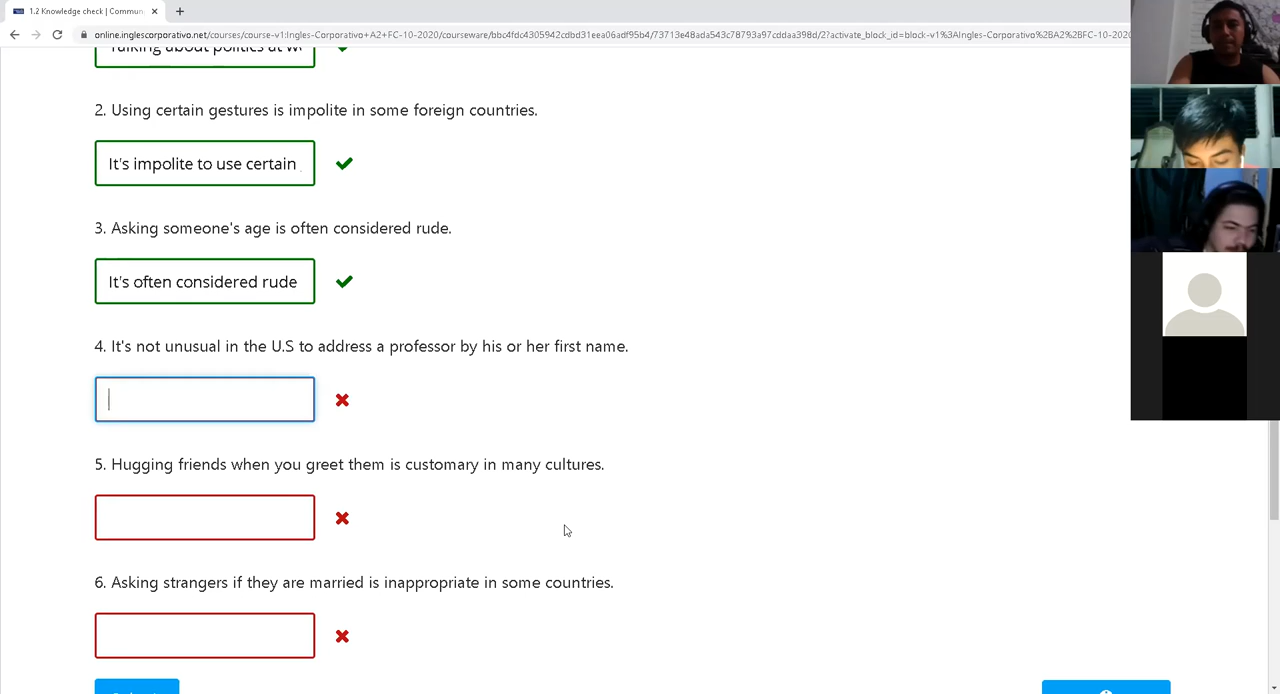 1.2 Knowledge check | Commun
online.inglescorporativo.net/courses/course-v1:Ingles-Corporativo+A2+FC-10-2020/courseware/bbc4fdc4305942cdbd31eea06adf95b4/73713e48ada543c78793a97cddaa398d/2?activate_block_id=block-v1%3AIngles-Corporativo%2BA2%2BFC-10-2020
Talking about politics at w
2. Using certain gestures is impolite in some foreign countries.
It's impolite to use certain
3. Asking someone's age is often considered rude.
It's often considered rude
4. It's not unusual in the U.S to address a professor by his or her first name.
5. Hugging friends when you greet them is customary in many cultures.
6. Asking strangers if they are married is inappropriate in some countries.